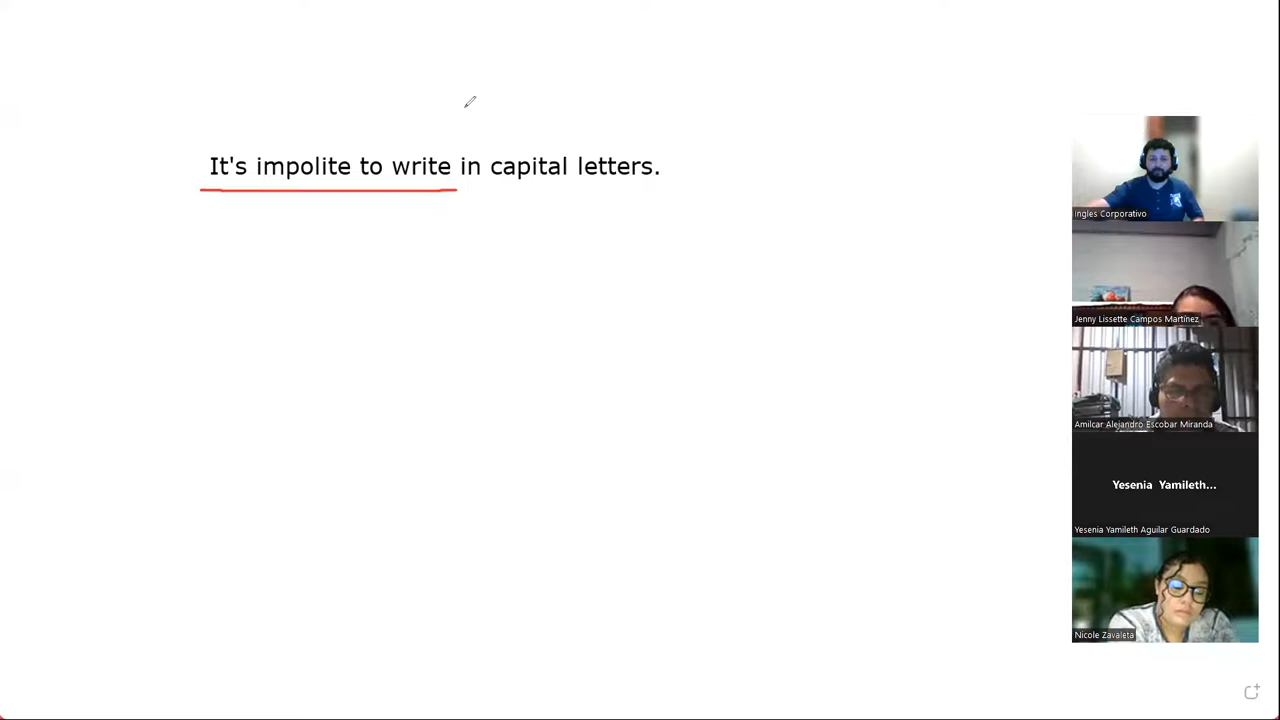 It's impolite to write in capital letters.
Ingles Corporativo
Jenny Lissette Campos Martínez
Amilcar Alejandro Escobar Miranda
Yesenia Yamileth...
Yesenia Yamileth Aguilar Guardado
Nicole Zavaleta